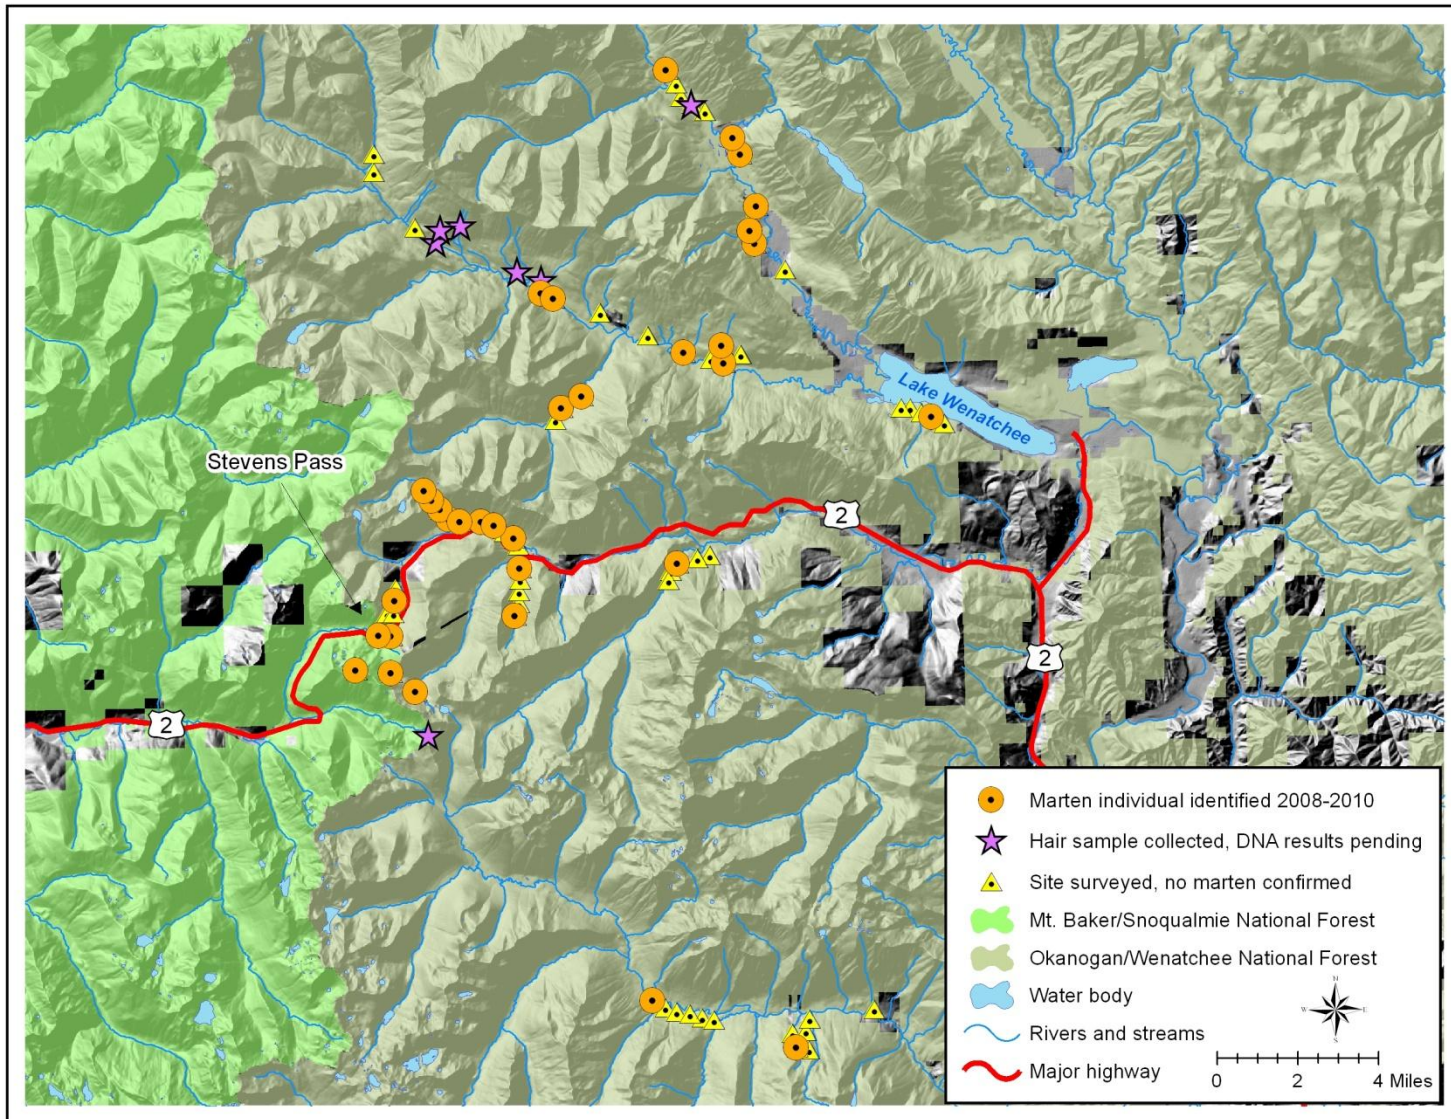 Lake Wenatchee
Stevens Pass
2
2
2
Marten individual identified 2008-2010
Hair sample collected, DNA results pending
Site surveyed, no marten confirmed
Mt. Baker/Snoqualmie National Forest
Okanogan/Wenatchee National Forest
Water body
Rivers and streams
Major highway
N
W E
S
0 2 4 Miles